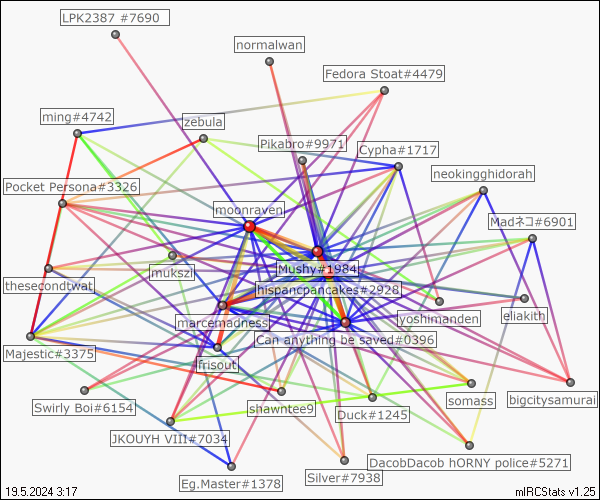 LPK2387 #7690
normalwan
Fedora Stoat#4479
ming#4742
zebula
Pikabro#9971
Cypha#1717
neokingghidorah
Pocket Persona#3326
moonraven
Madネコ#6901
Mushy#1984
thesecondtwat
mukszi
hispancpancakes#2928
eliakith
marcemadness
yoshimanden
Can anything be saved#0396
Majestic#3375
frisout
somass
bigcitysamurai
Swirly Boi#6154
shawntee9
Duck#1245
JKOUYH VIII#7034
DacobDacob hORNY police#5271
Eg.Master#1378
Silver#7938
19.5.2024 3:17
mIRCStats v1.25